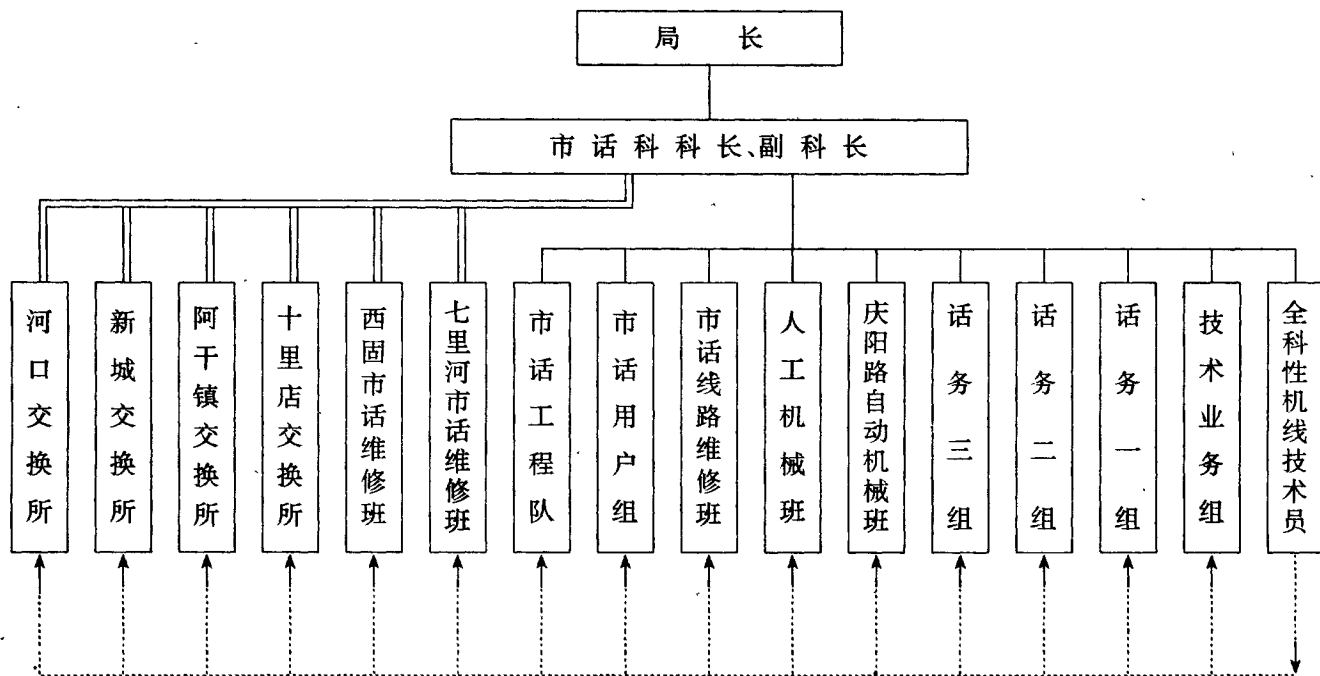 局长
市话科科长、副科长
河口交换所
新城交换所
阿干镇交换所
十里店交换所
西固市话维修班
七里河市话维修班
市话工程队
市话用户组
市话线路维修班
人工机械班
庆阳路自动机械班
话务三组
话务二组
话务一组
技术业务组
全科性机线技术员